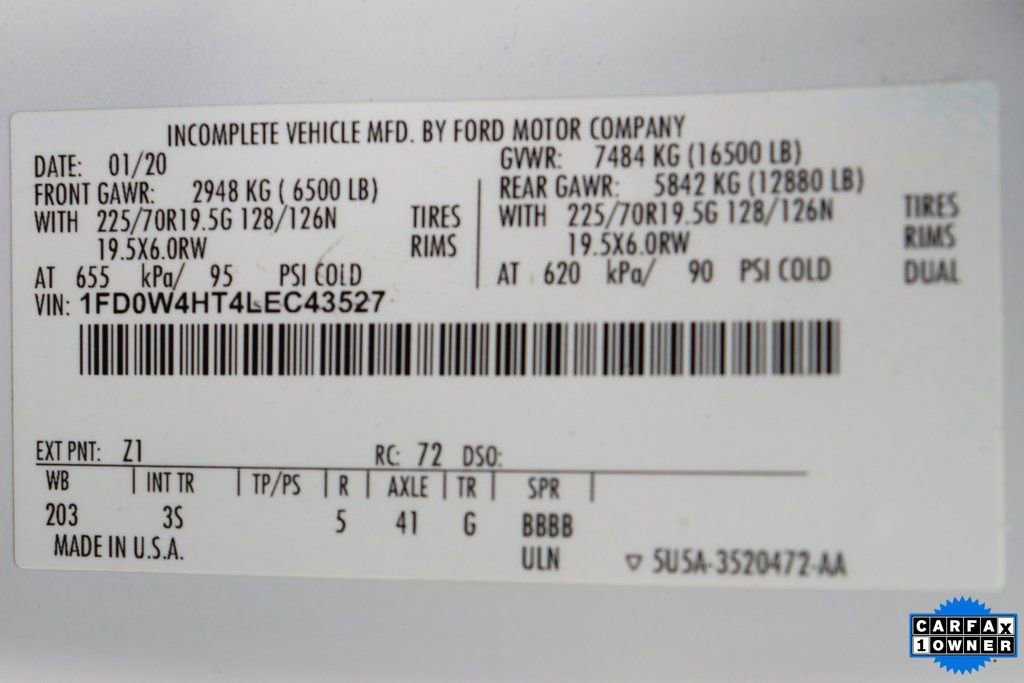 INCOMPLETE VEHICLE MFD. BY FORD MOTOR COMPANY
DATE: 01/20 GVWR: 7484 KG (16500 LB)
FRONT GAWR: 2948 KG ( 6500 LB) REAR GAWR: 5842 KG (12880 LB)
WITH 225/70R19.5G 128/126N TIRES WITH 225/70R19.5G 128/126N TIRES
19.5X6.0RW RIMS 19.5X6.0RW RIMS
AT 655 kPa/ 95 PSI COLD AT 620 kPa/ 90 PSI COLD DUAL
VIN: 1FD0W4HT4LEC43527
EXT PNT: Z1 RC: 72 DSO:
WB INT TR TP/PS R AXLE TR SPR
203 3S 5 41 G BBBB
MADE IN U.S.A. ULN ▽ 5U5A-3520472-AA
CARFAX
1 OWNER